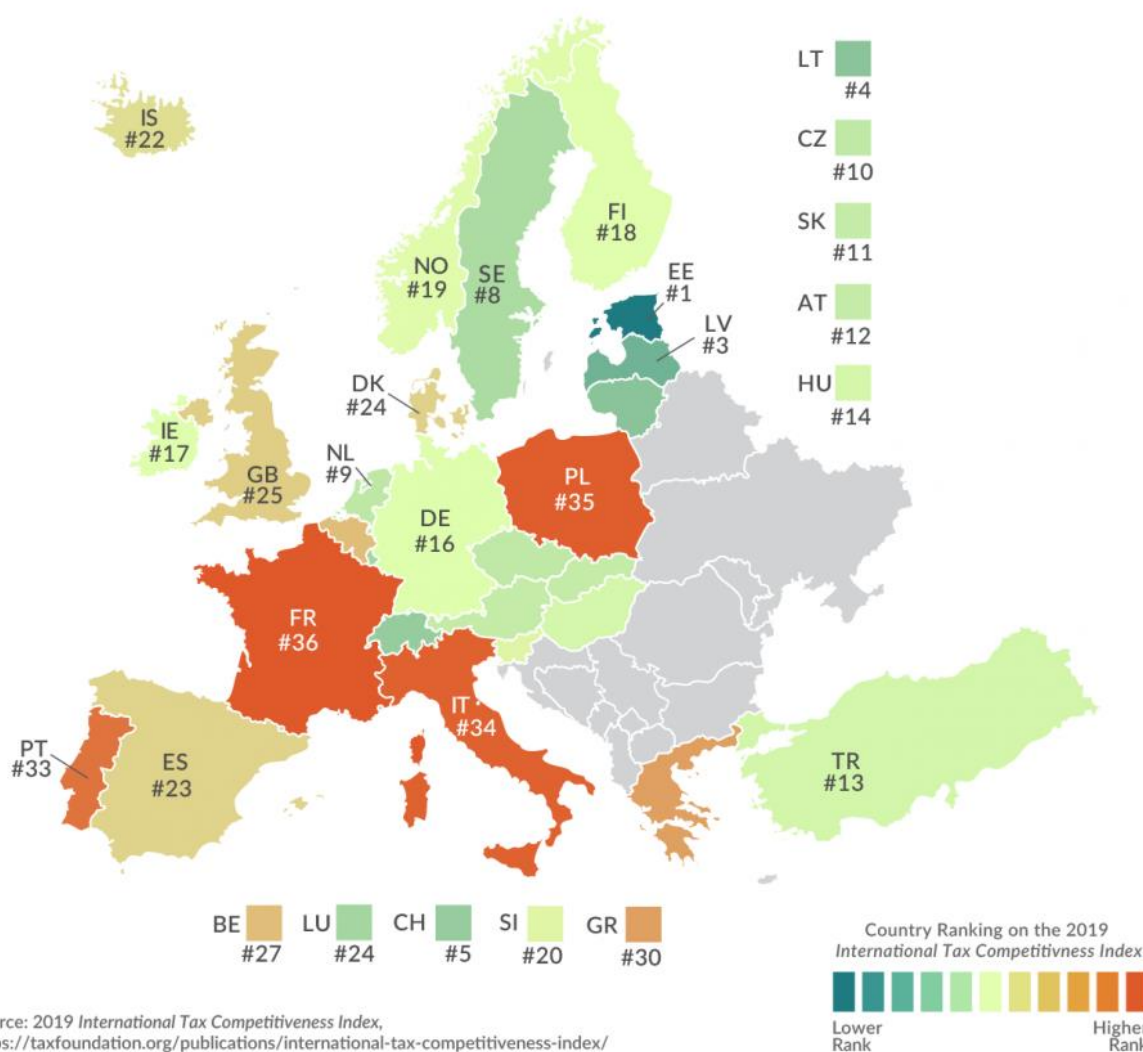 IS
#22
NO
#19
SE
#8
FI
#18
EE
#1
LV
#3
LT
#4
CZ
#10
SK
#11
AT
#12
HU
#14
DK
#24
IE
#17
GB
#25
NL
#9
DE
#16
PL
#35
FR
#36
IT
#34
PT
#33
ES
#23
TR
#13
BE
#27
LU
#24
CH
#5
SI
#20
GR
#30
Country Ranking on the 2019
International Tax Competitivness Index
Lower
Rank
Higher
Rank
rce: 2019 International Tax Competitiveness Index,
ps://taxfoundation.org/publications/international-tax-competitiveness-index/